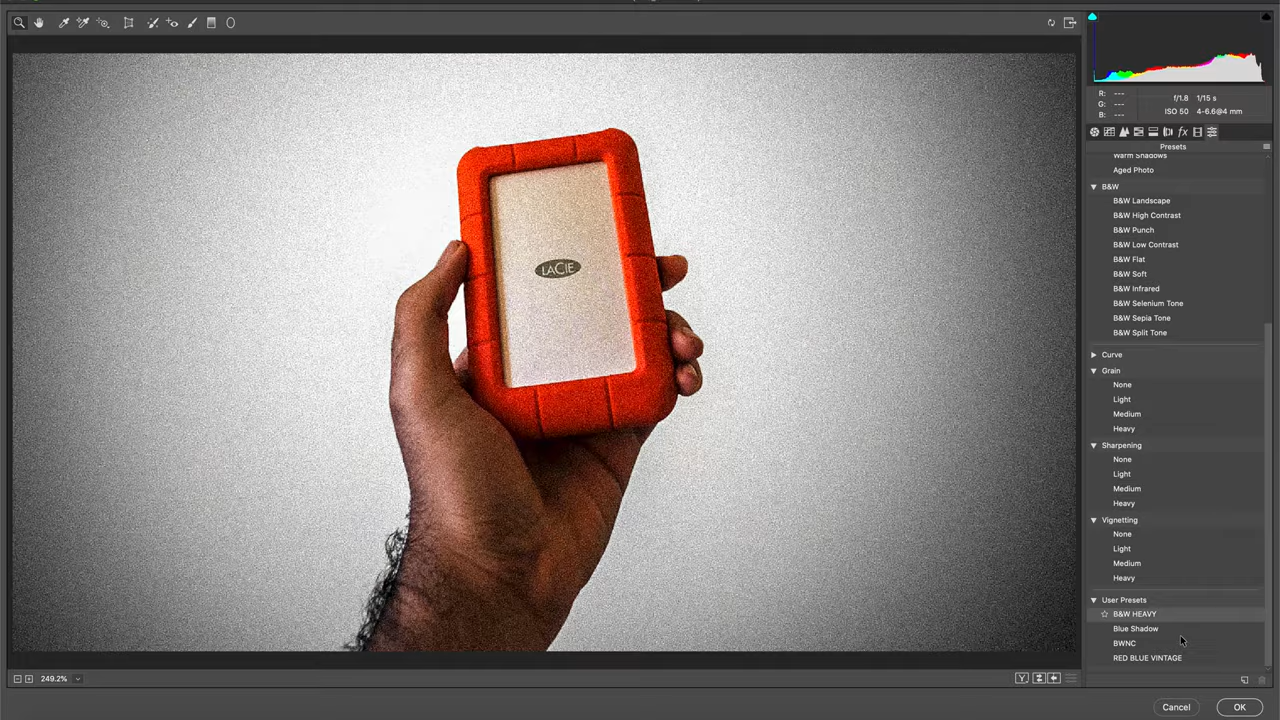 R: ---
G: ---
B: ---
f/1.8 1/15 s
ISO 50 4-6.6@4 mm
Presets
Warm Shadows
Aged Photo
B&W
B&W Landscape
B&W High Contrast
B&W Punch
B&W Low Contrast
B&W Flat
B&W Soft
B&W Infrared
B&W Selenium Tone
B&W Sepia Tone
B&W Split Tone
Curve
Grain
None
Light
Medium
Heavy
Sharpening
None
Light
Medium
Heavy
Vignetting
None
Light
Medium
Heavy
User Presets
B&W HEAVY
Blue Shadow
BWNC
RED BLUE VINTAGE
LACIE
249.2%
Y
Cancel OK